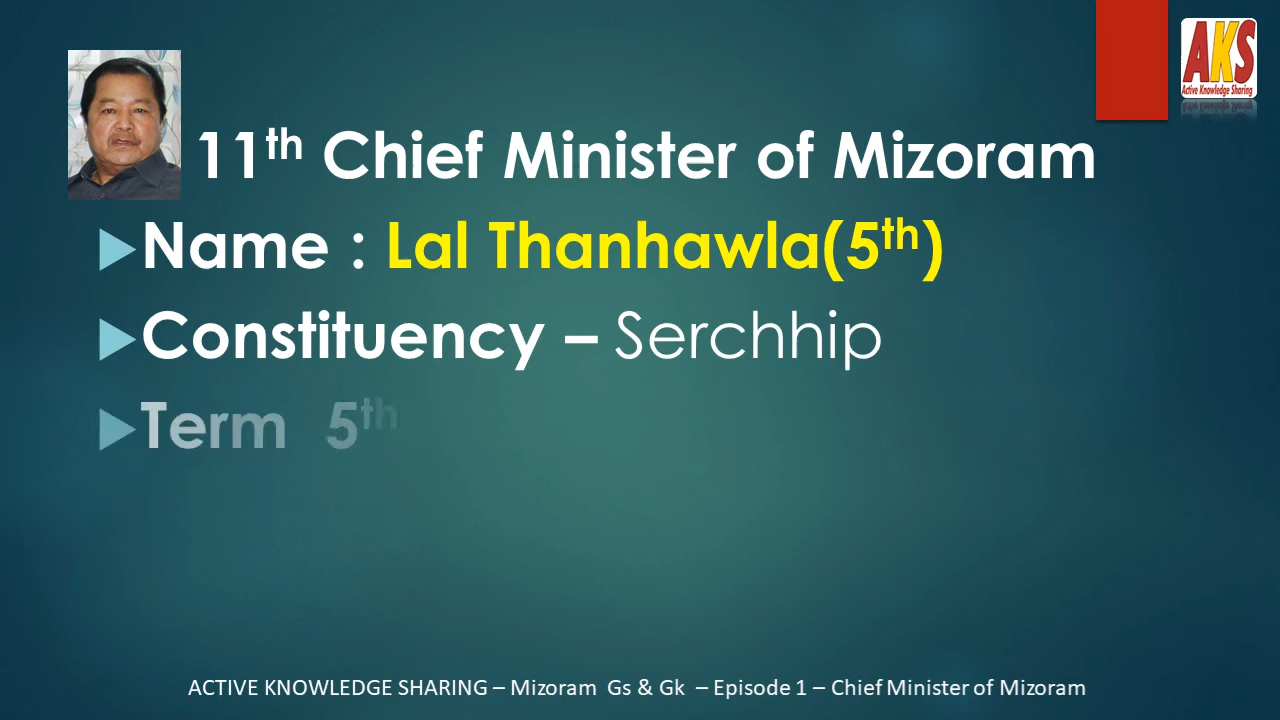 AKS
Active Knowledge Sharing
11th Chief Minister of Mizoram
Name : Lal Thanhawla(5th)
Constituency – Serchhip
Term 5th
ACTIVE KNOWLEDGE SHARING – Mizoram Gs & Gk – Episode 1 – Chief Minister of Mizoram